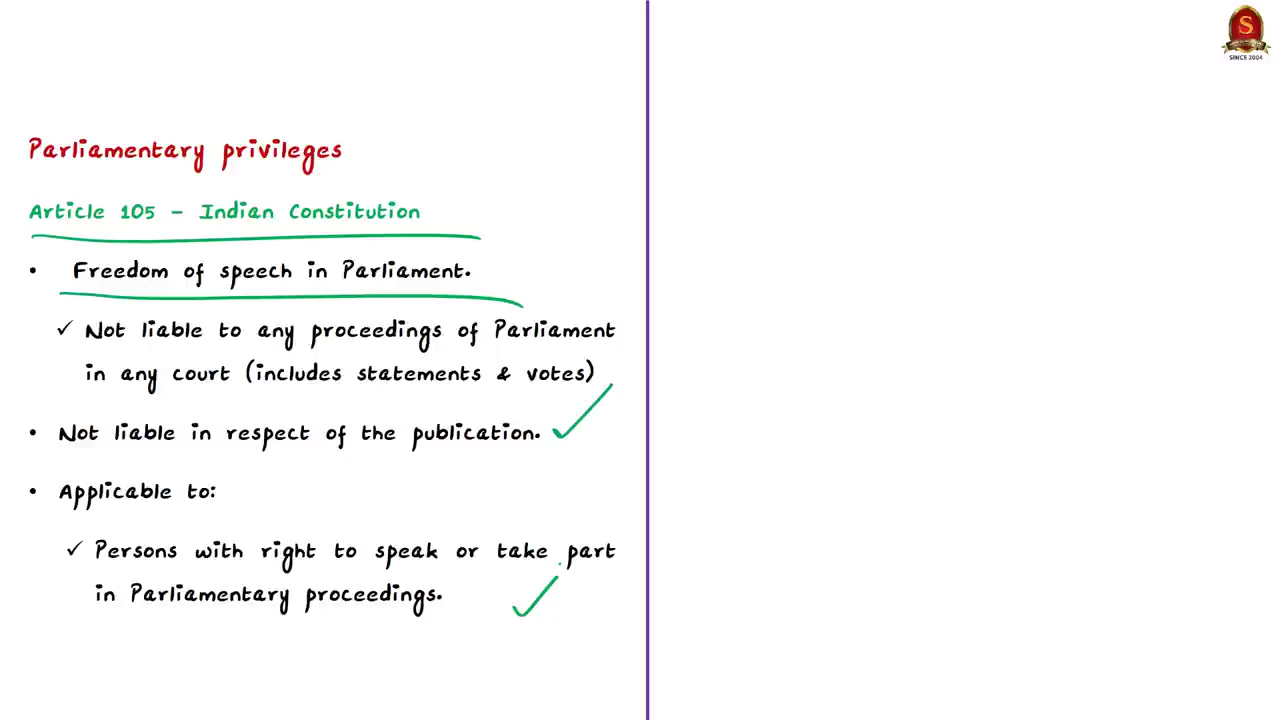 S
SINCE 2004
Parliamentary privileges
Article 105 – Indian Constitution
• Freedom of speech in Parliament.
✓ Not liable to any proceedings of Parliament
in any court (includes statements & votes)
• Not liable in respect of the publication.
• Applicable to:
✓ Persons with right to speak or take part
in Parliamentary proceedings.